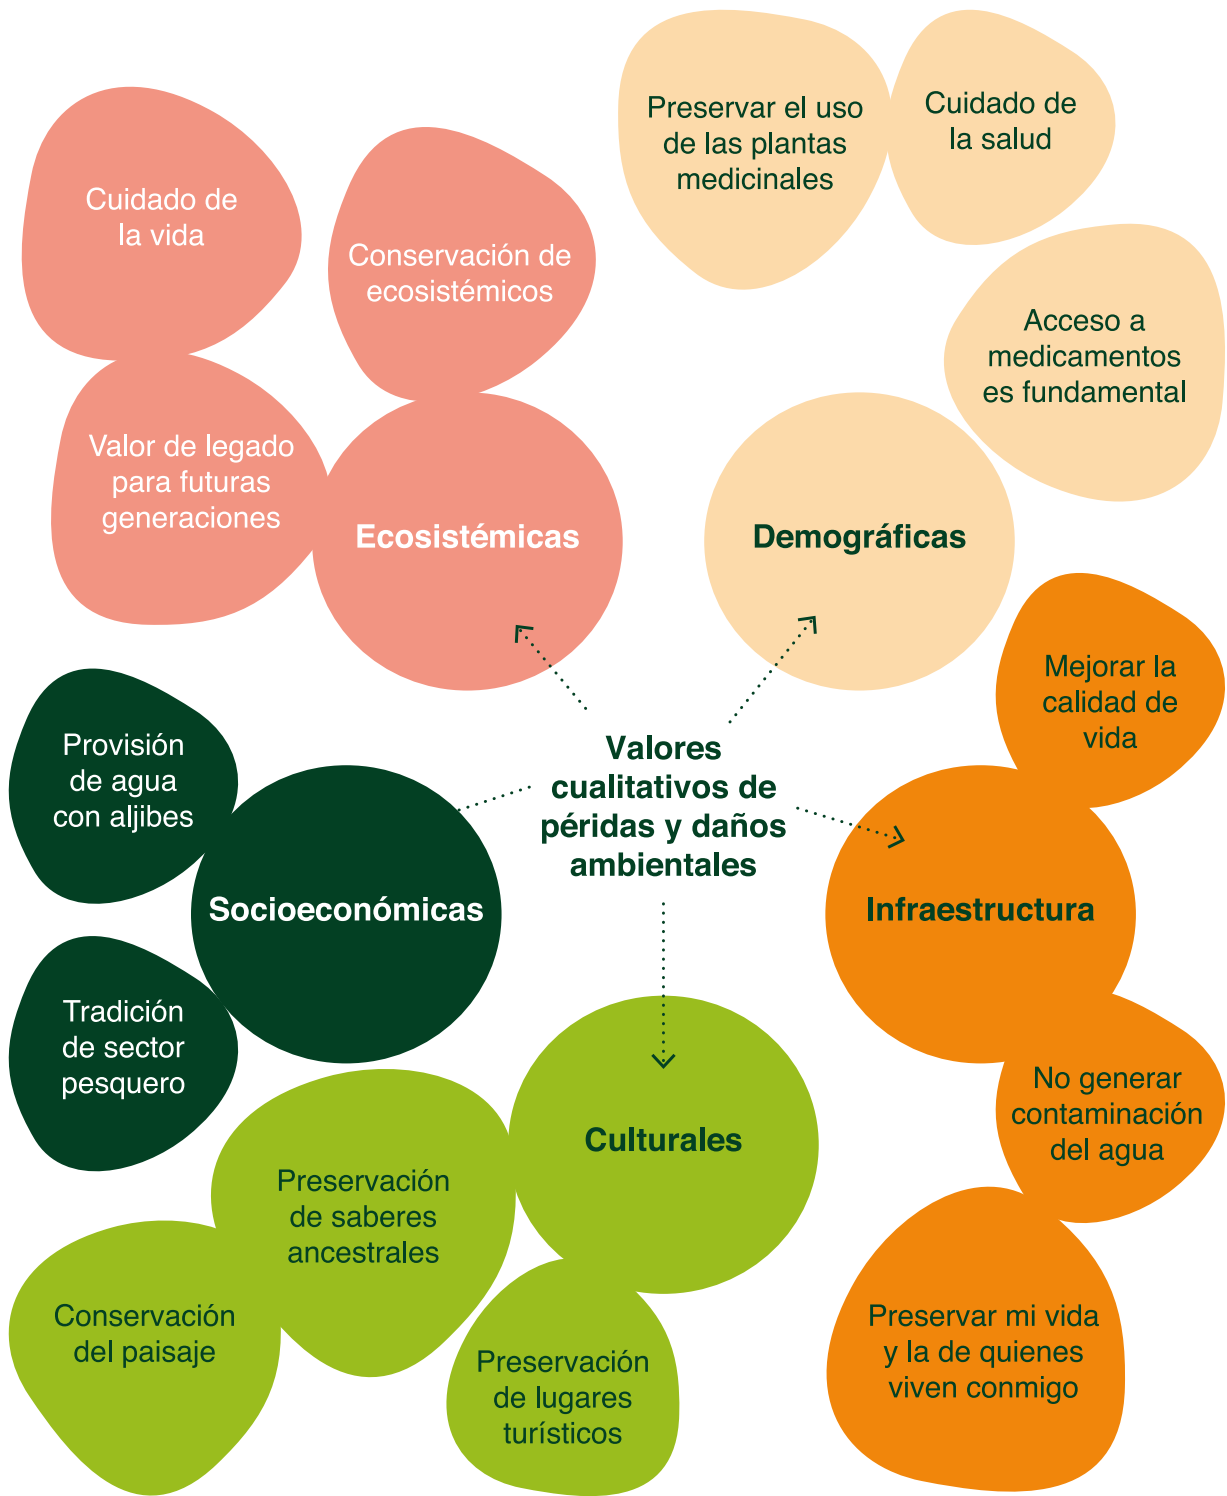 Preservar el uso
de las plantas
medicinales
Cuidado de
la salud
Cuidado de
la vida
Conservación de
ecosistémicos
Acceso a
medicamentos
es fundamental
Valor de legado
para futuras
generaciones
Ecosistémicas
Demográficas
Mejorar la
calidad de
vida
Provisión
de agua
con aljibes
Valores
cualitativos de
péridas y daños
ambientales
Socioeconómicas
Infraestructura
Tradición
de sector
pesquero
No generar
contaminación
del agua
Culturales
Preservación
de saberes
ancestrales
Conservación
del paisaje
Preservación
de lugares
turísticos
Preservar mi vida
y la de quienes
viven conmigo